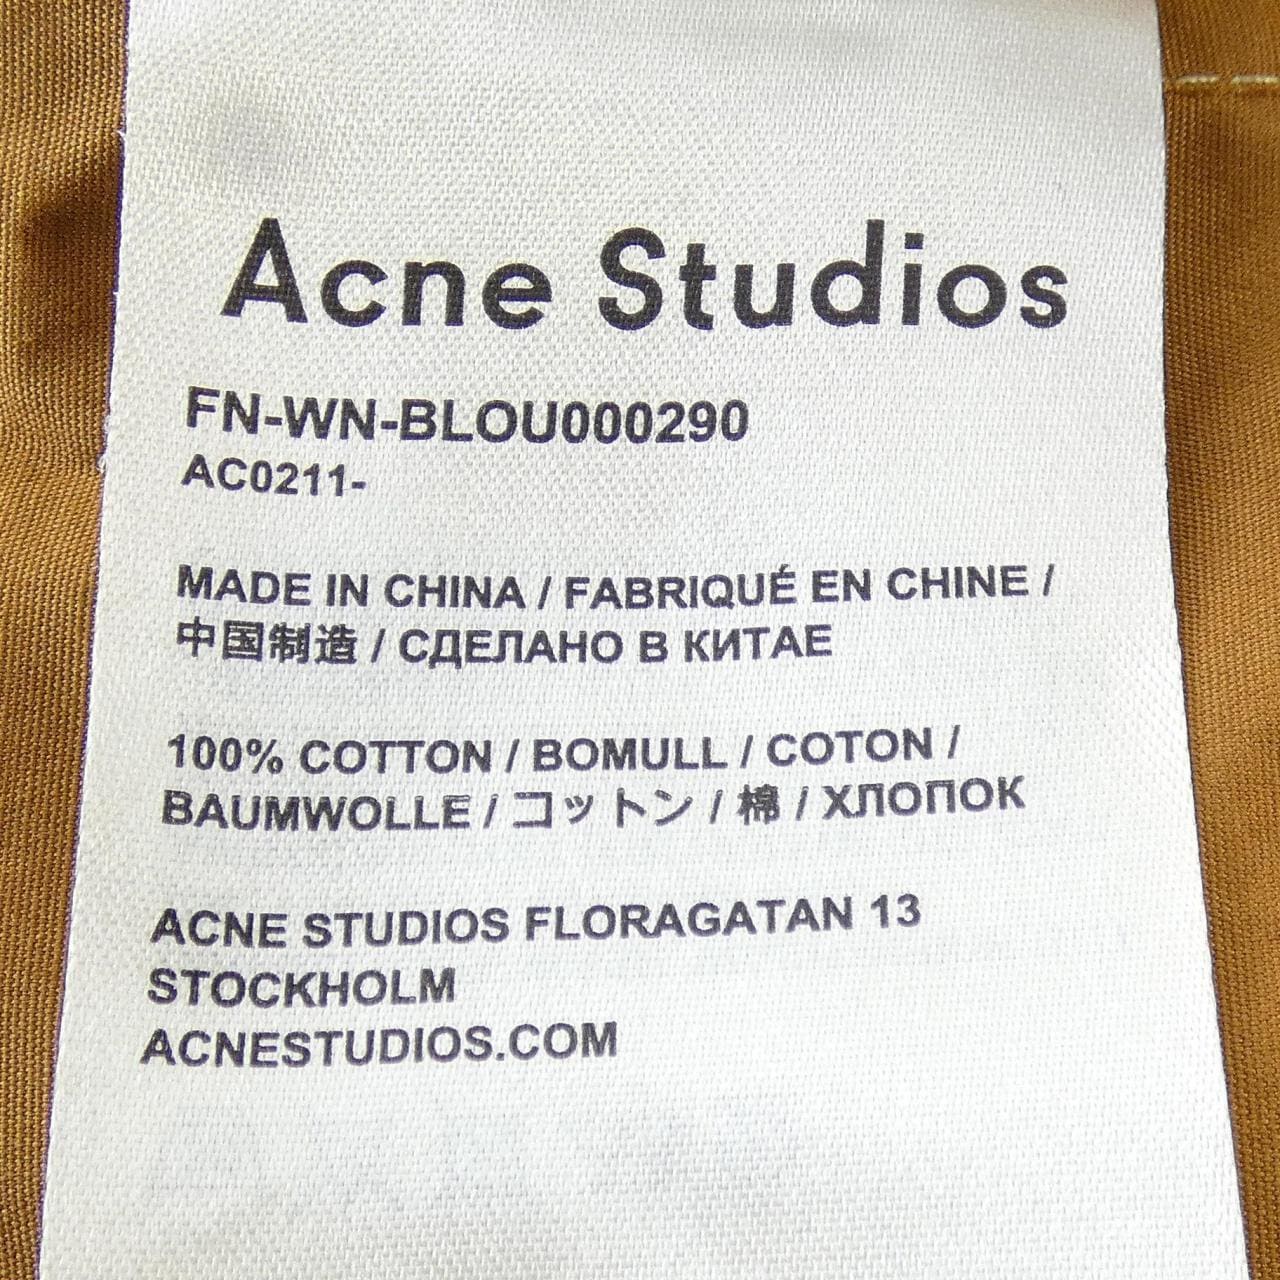 Acne Studios
FN-WN-BLOU000290
AC0211-
MADE IN CHINA / FABRIQUÉ EN CHINE /
中国制造 / СДЕЛАНО В КИТАЕ
100% COTTON / BOMULL / COTON /
BAUMWOLLE / コットン / 棉 / ХЛОПОК
ACNE STUDIOS FLORAGATAN 13
STOCKHOLM
ACNESTUDIOS.COM